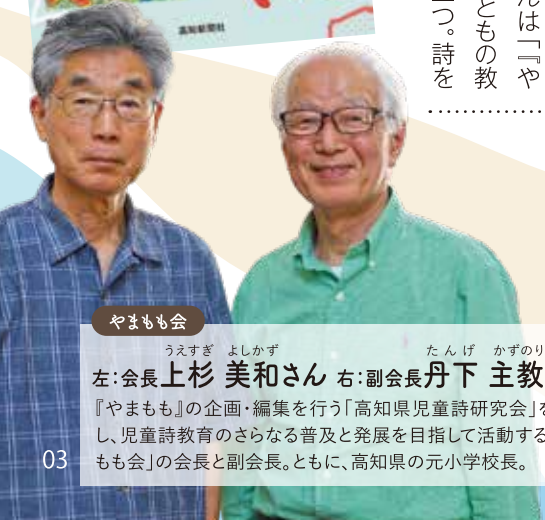 高知新聞社
んは「『や
ともの教
つ。詩を
やまもも会
うえすぎ よしかず たんげ かずのり
左:会長上杉 美和さん 右:副会長丹下 主教
『やまもも』の企画・編集を行う「高知県児童詩研究会」を
し、児童詩教育のさらなる普及と発展を目指して活動する
もも会」の会長と副会長。ともに、高知県の元小学校長。
03